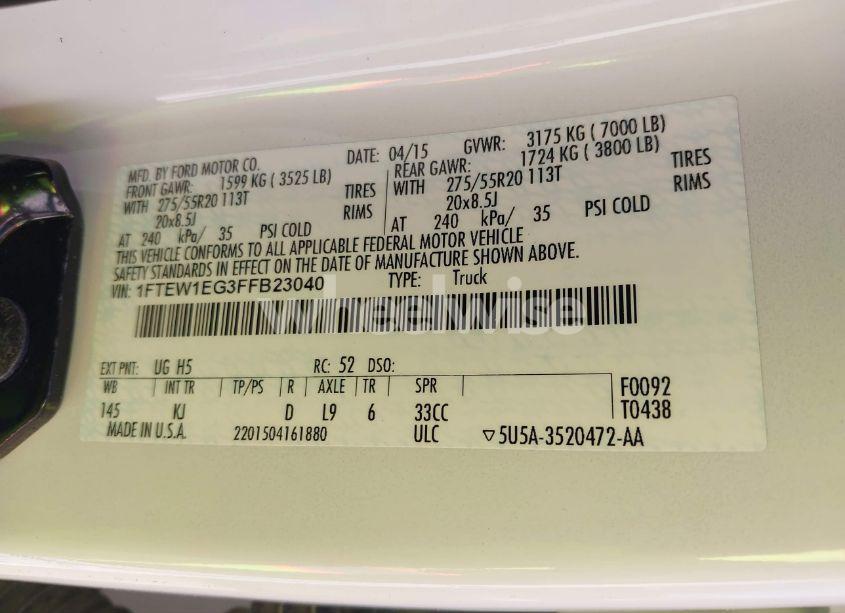 MFD. BY FORD MOTOR CO. DATE: 04/15 GVWR: 3175 KG ( 7000 LB)
FRONT GAWR: 1599 KG ( 3525 LB) REAR GAWR: 1724 KG ( 3800 LB)
WITH 275/55R20 113T TIRES WITH 275/55R20 113T TIRES
20x8.5J RIMS 20x8.5J RIMS
AT 240 kPa/ 35 PSI COLD AT 240 kPa/ 35 PSI COLD
THIS VEHICLE CONFORMS TO ALL APPLICABLE FEDERAL MOTOR VEHICLE
SAFETY STANDARDS IN EFFECT ON THE DATE OF MANUFACTURE SHOWN ABOVE.
VIN: 1FTEW1EG3FFB23040 TYPE: Truck
wheelwise
EXT PNT: UG H5 RC: 52 DSO:
WB INT TR TP/PS R AXLE TR SPR F0092
145 KJ D L9 6 33CC T0438
MADE IN U.S.A. 2201504161880 ULC ▽5U5A-3520472-AA